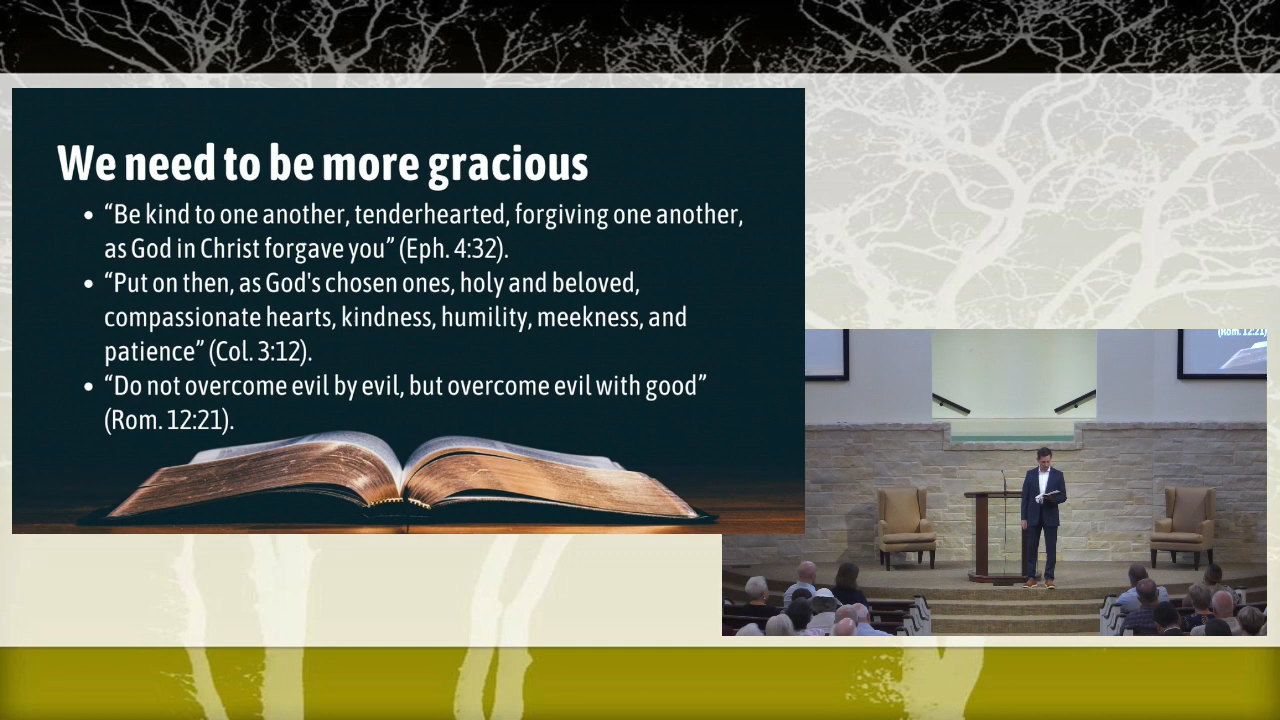 We need to be more gracious
• “Be kind to one another, tenderhearted, forgiving one another,
as God in Christ forgave you” (Eph. 4:32).
• “Put on then, as God's chosen ones, holy and beloved,
compassionate hearts, kindness, humility, meekness, and
patience” (Col. 3:12).
• “Do not overcome evil by evil, but overcome evil with good”
(Rom. 12:21).
(Rom. 12:21)